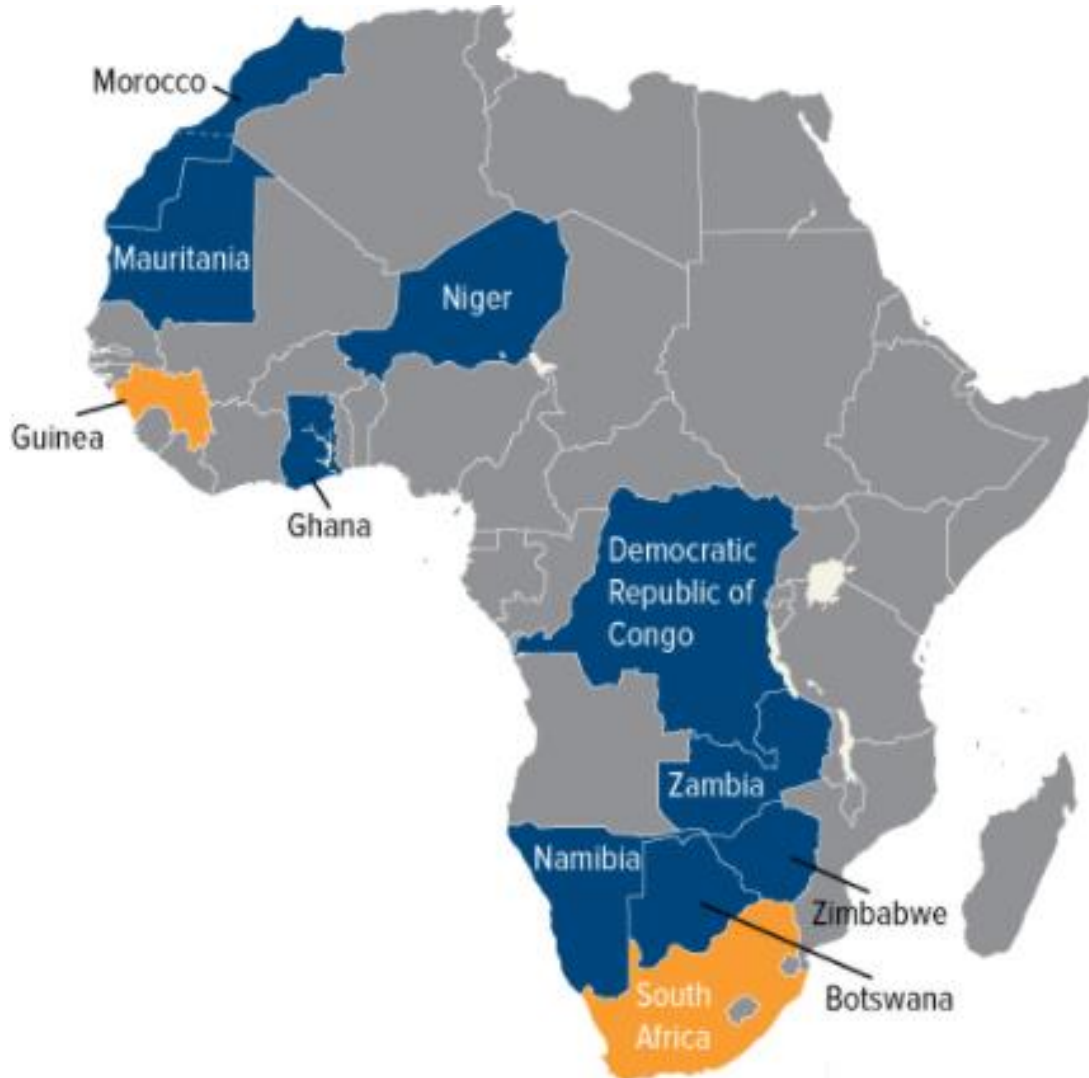 Morocco
Mauritania
Niger
Guinea
Ghana
Democratic
Republic of
Congo
Zambia
Namibia
Zimbabwe
Botswana
South
Africa